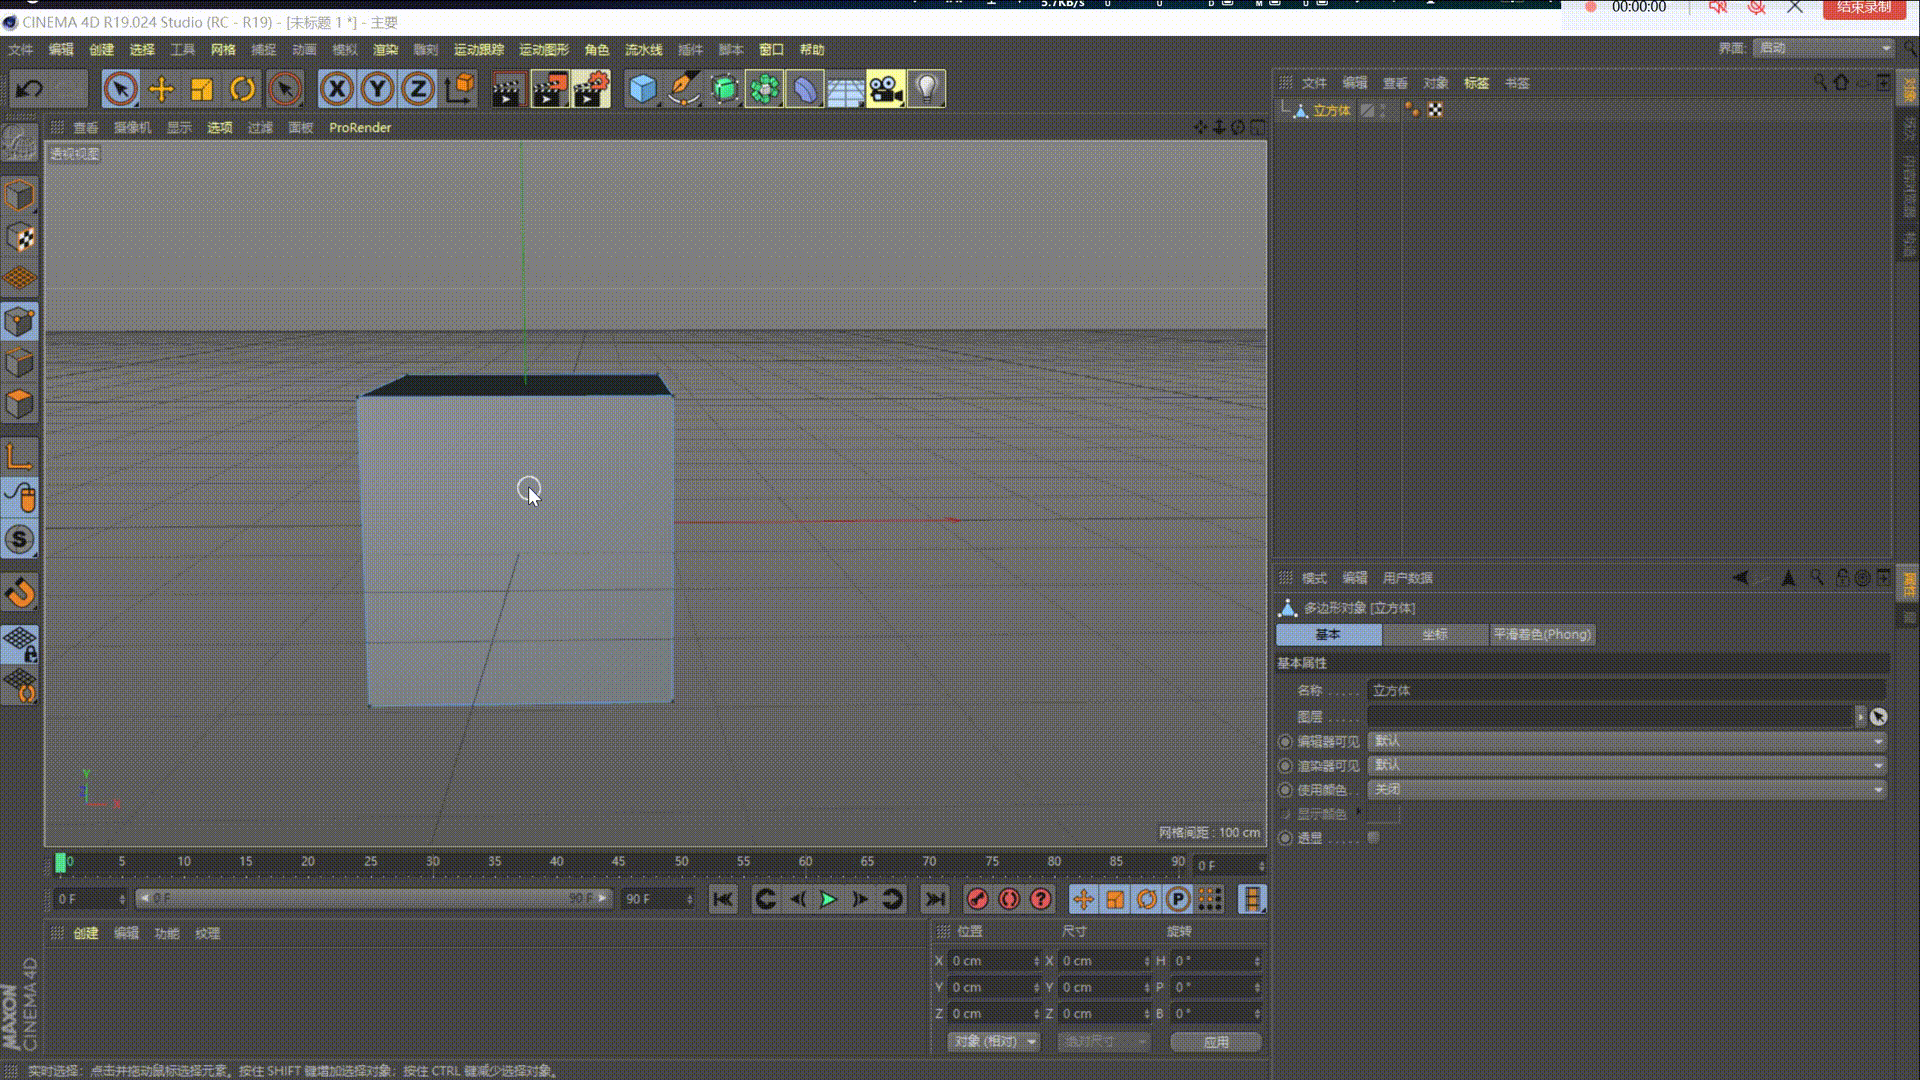 5.7KB/s
00:00:00
结束录制
CINEMA 4D R19.024 Studio (RC - R19) - [未标题 1 *] - 主要
文件 编辑 创建 选择 工具 网格 捕捉 动画 模拟 渲染 雕刻 运动跟踪 运动图形 角色 流水线 插件 脚本 窗口 帮助
界面: 启动
文件 编辑 查看 对象 标签 书签
立方体
查看 摄像机 显示 选项 过滤 面板 ProRender
透视视图
Y
X
网格间距 : 100 cm
对象
内容浏览器
构造
属性
模式 编辑 用户数据
多边形对象 [立方体]
基本 坐标 平滑着色(Phong)
基本属性
名称 . . . . . 立方体
图层 . . . . .
编辑器可见 默认
渲染器可见 默认
使用颜色 . . 关闭
显示颜色
透显 . . . . .
0 5 10 15 20 25 30 35 40 45 50 55 60 65 70 75 80 85 90 0 F
0 F 0 F 90 F 90 F
创建 编辑 功能 纹理
位置 尺寸 旋转
X 0 cm X 0 cm H 0 °
Y 0 cm Y 0 cm P 0 °
Z 0 cm Z 0 cm B 0 °
对象 (相对) 绝对尺寸 应用
MAXON
CINEMA 4D
实时选择：点击并拖动鼠标选择元素。按住 SHIFT 键增加选择对象；按住 CTRL 键减少选择对象。